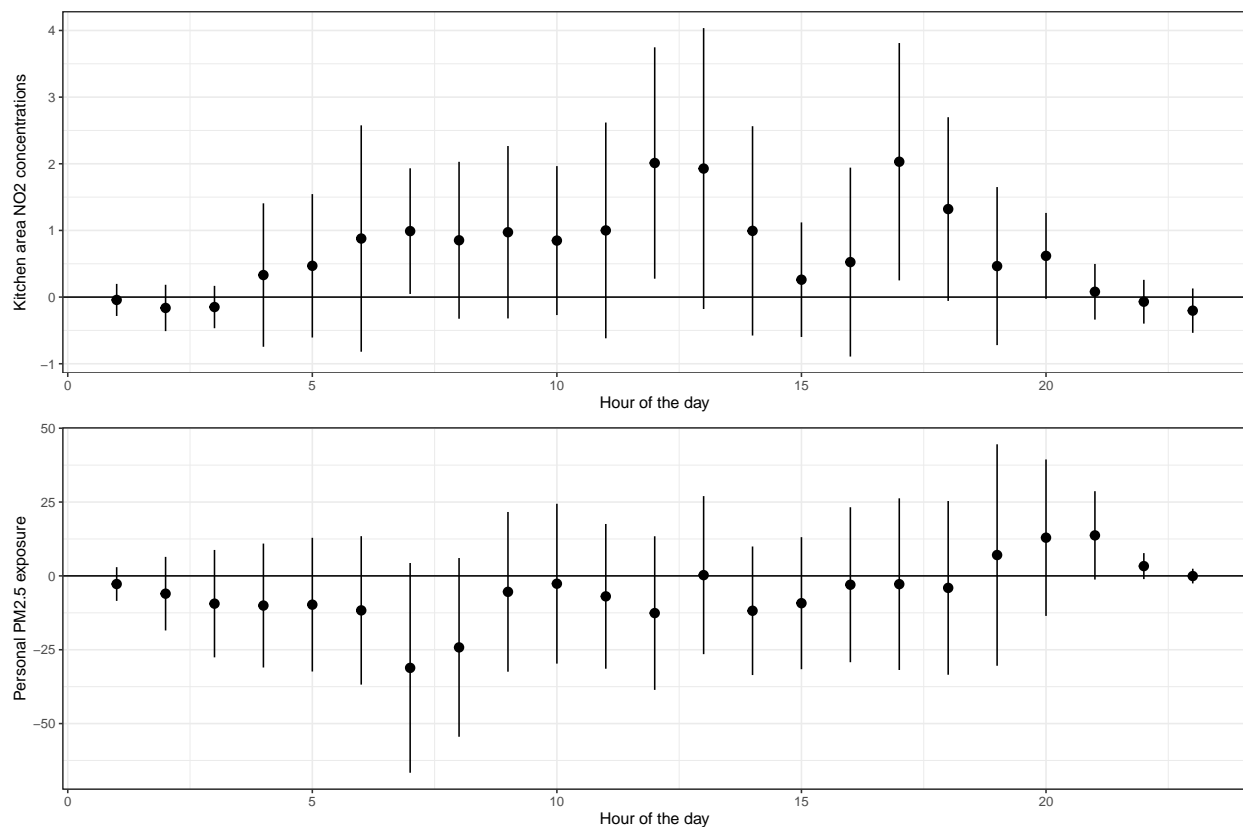 Kitchen area NO2 concentrations
4
3
2
1
0
−1
0 5 10 15 20
Hour of the day
Personal PM2.5 exposure
50
25
0
−25
−50
0 5 10 15 20
Hour of the day